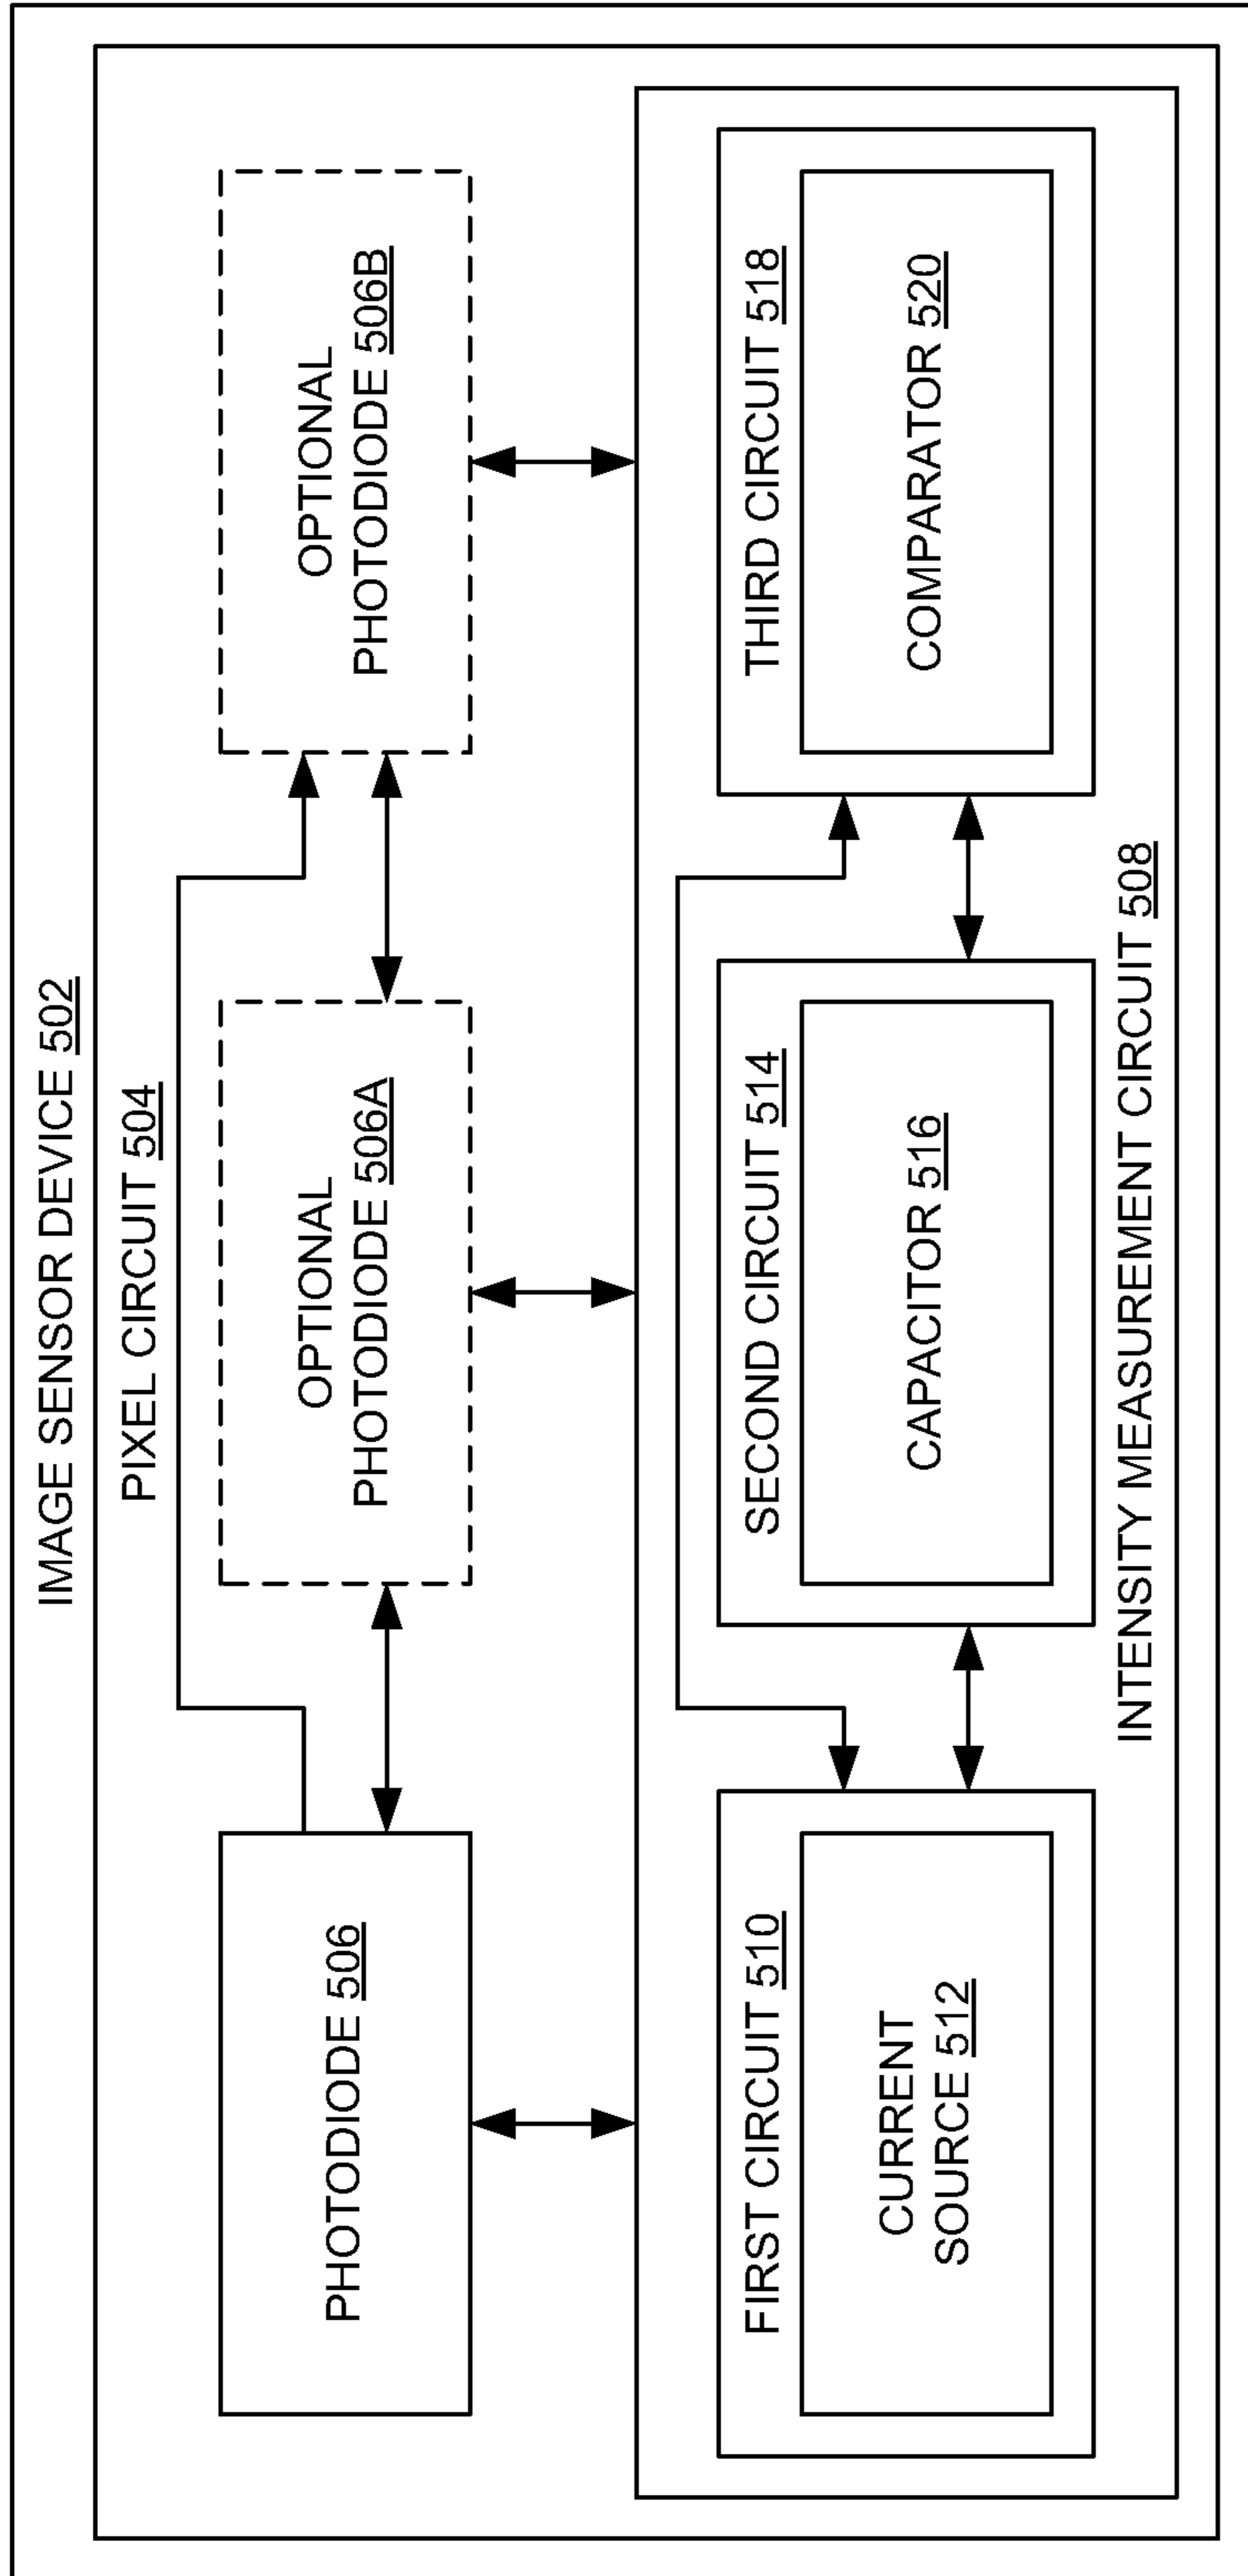 IMAGE SENSOR DEVICE 502
PIXEL CIRCUIT 504
PHOTODIODE 506
OPTIONAL
PHOTODIODE 506A
OPTIONAL
PHOTODIODE 506B
FIRST CIRCUIT 510
CURRENT
SOURCE 512
SECOND CIRCUIT 514
CAPACITOR 516
THIRD CIRCUIT 518
COMPARATOR 520
INTENSITY MEASUREMENT CIRCUIT 508